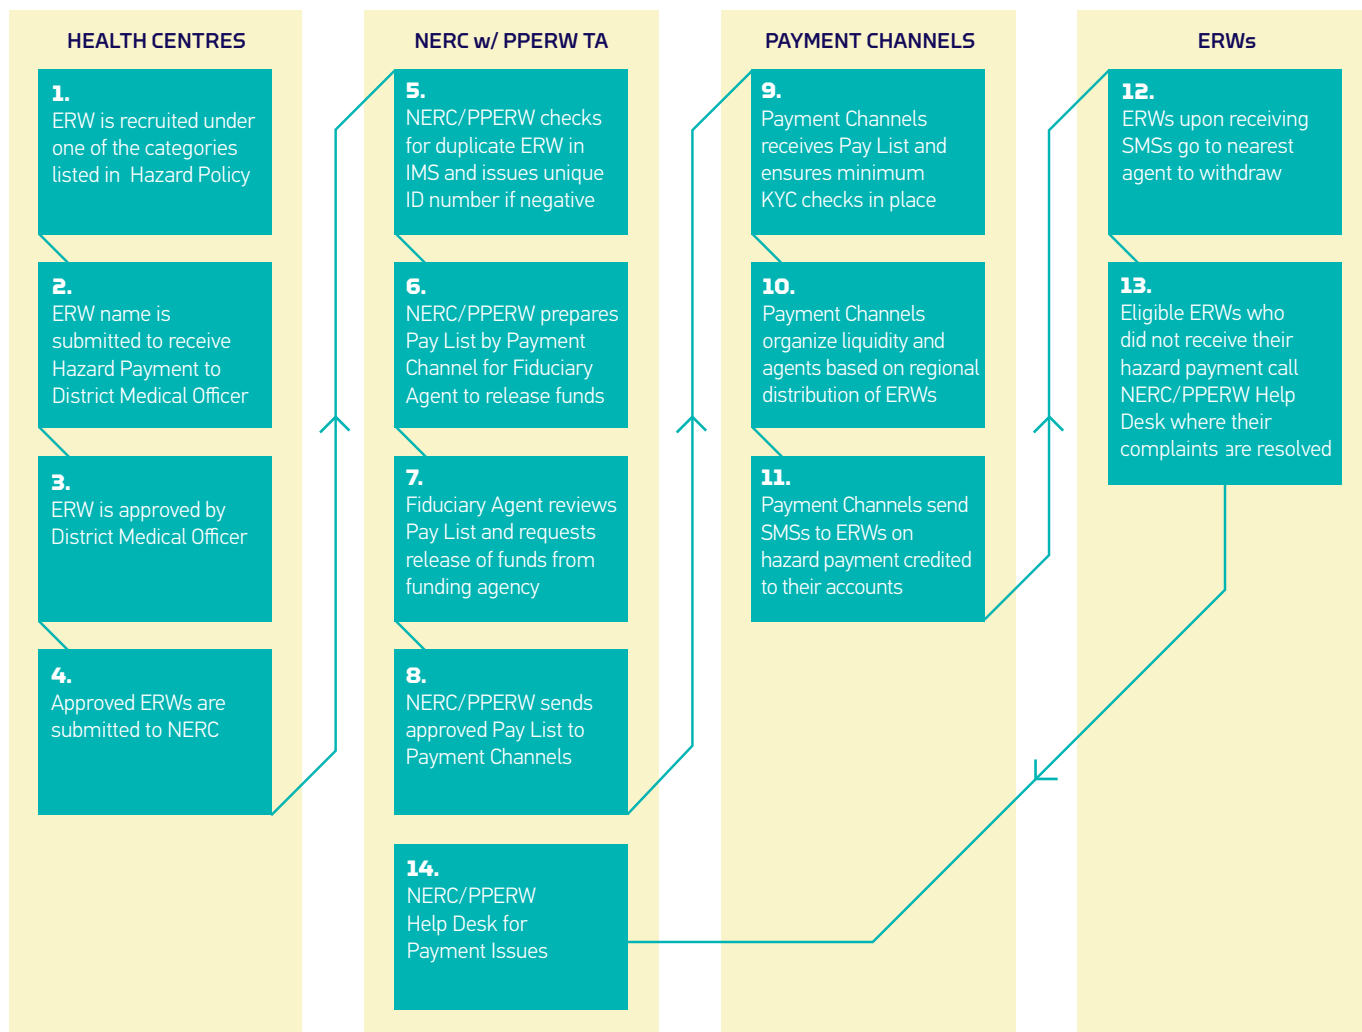 HEALTH CENTRES
1.
ERW is recruited under
one of the categories
listed in Hazard Policy
2.
ERW name is
submitted to receive
Hazard Payment to
District Medical Officer
3.
ERW is approved by
District Medical Officer
4.
Approved ERWs are
submitted to NERC
NERC w/ PPERW TA
5.
NERC/PPERW checks
for duplicate ERW in
IMS and issues unique
ID number if negative
6.
NERC/PPERW prepares
Pay List by Payment
Channel for Fiduciary
Agent to release funds
7.
Fiduciary Agent reviews
Pay List and requests
release of funds from
funding agency
8.
NERC/PPERW sends
approved Pay List to
Payment Channels
14.
NERC/PPERW
Help Desk for
Payment Issues
PAYMENT CHANNELS
9.
Payment Channels
receives Pay List and
ensures minimum
KYC checks in place
10.
Payment Channels
organize liquidity and
agents based on regional
distribution of ERWs
11.
Payment Channels send
SMSs to ERWs on
hazard payment credited
to their accounts
ERWs
12.
ERWs upon receiving
SMSs go to nearest
agent to withdraw
13.
Eligible ERWs who
did not receive their
hazard payment call
NERC/PPERW Help
Desk where their
complaints are resolved